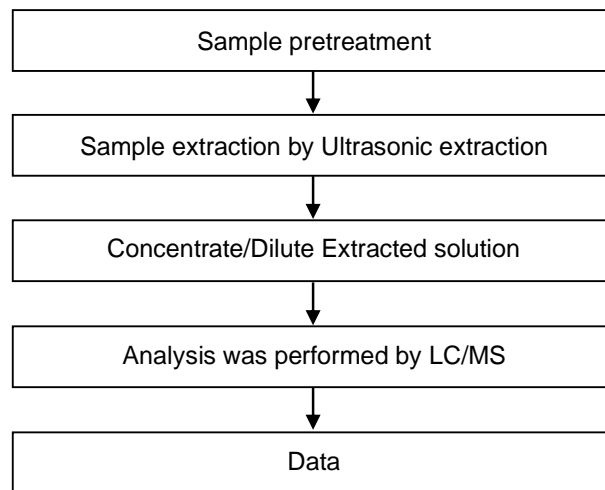 Sample pretreatment
Sample extraction by Ultrasonic extraction
Concentrate/Dilute Extracted solution
Analysis was performed by LC/MS
Data